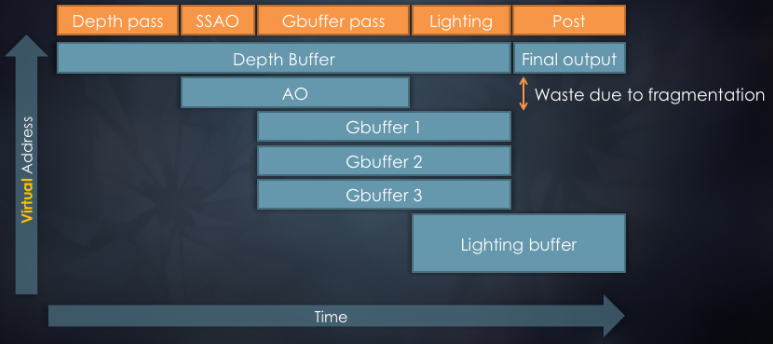 Depth pass
SSAO
Gbuffer pass
Lighting
Post
Depth Buffer
Final output
AO
Waste due to fragmentation
Gbuffer 1
Gbuffer 2
Gbuffer 3
Lighting buffer
Virtual Address
Time